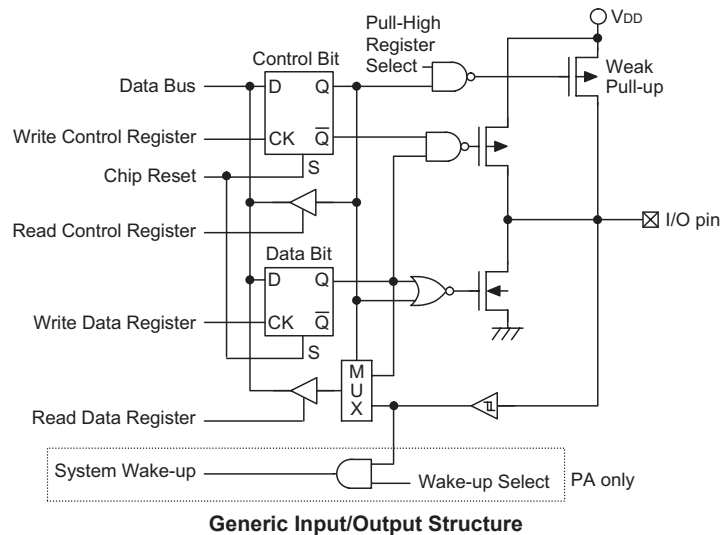 VDD
Pull-High
Register
Select
Control Bit
Weak
Pull-up
Data Bus
D
Q
Write Control Register
CK
Q̅
Chip Reset
S
I/O pin
Read Control Register
Data Bit
D
Q
Write Data Register
CK
Q̅
S
M
U
X
Read Data Register
System Wake-up
Wake-up Select
PA only
Generic Input/Output Structure